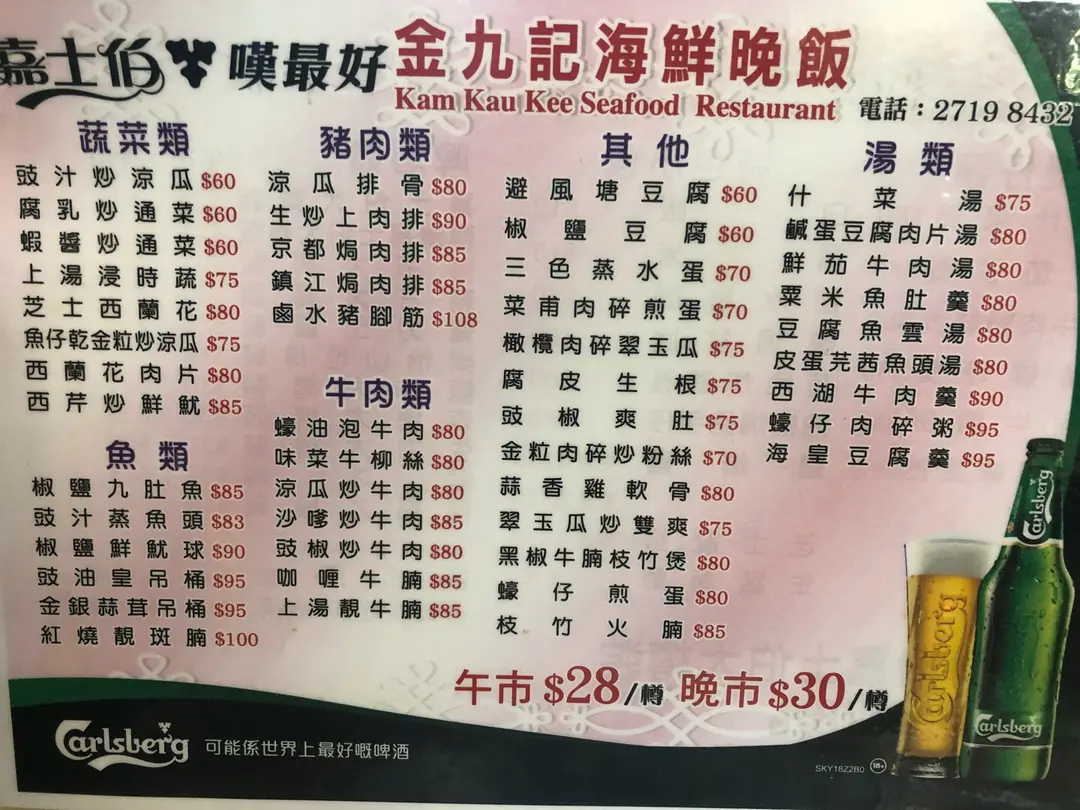 嘉士伯 嘆最好
金九記海鮮晚飯
Kam Kau Kee Seafood Restaurant
電話：2719 8432
蔬菜類
豉汁炒涼瓜 $60
腐乳炒通菜 $60
蝦醬炒通菜 $60
上湯浸時蔬 $75
芝士西蘭花 $80
魚仔乾金粒炒涼瓜 $75
西蘭花肉片 $80
西芹炒鮮魷 $85
魚類
椒鹽九肚魚 $85
豉汁蒸魚頭 $83
椒鹽鮮魷球 $90
豉油皇吊桶 $95
金銀蒜茸吊桶 $95
紅燒靚斑腩 $100
豬肉類
涼瓜排骨 $80
生炒上肉排 $90
京都焗肉排 $85
鎮江焗肉排 $85
鹵水豬腳筋 $108
牛肉類
蠔油泡牛肉 $80
味菜牛柳絲 $80
涼瓜炒牛肉 $80
沙嗲炒牛肉 $85
豉椒炒牛肉 $80
咖喱牛腩 $85
上湯靚牛腩 $85
其他
避風塘豆腐 $60
椒鹽豆腐 $60
三色蒸水蛋 $70
菜甫肉碎煎蛋 $70
橄欖肉碎翠玉瓜 $75
腐皮生根 $75
豉椒爽肚 $75
金粒肉碎炒粉絲 $70
蒜香雞軟骨 $80
翠玉瓜炒雙爽 $75
黑椒牛腩枝竹煲 $80
蠔仔煎蛋 $80
枝竹火腩 $85
湯類
什菜湯 $75
鹹蛋豆腐肉片湯 $80
鮮茄牛肉湯 $80
粟米魚肚羹 $80
豆腐魚雲湯 $80
皮蛋芫茜魚頭湯 $80
西湖牛肉羹 $90
蠔仔肉碎粥 $95
海皇豆腐羹 $95
午市 $28/樽 晚市 $30/樽
Carlsberg 可能係世界上最好嘅啤酒
Carlsberg
Carlsberg
Carlsberg
SKY18Z2B0 18+